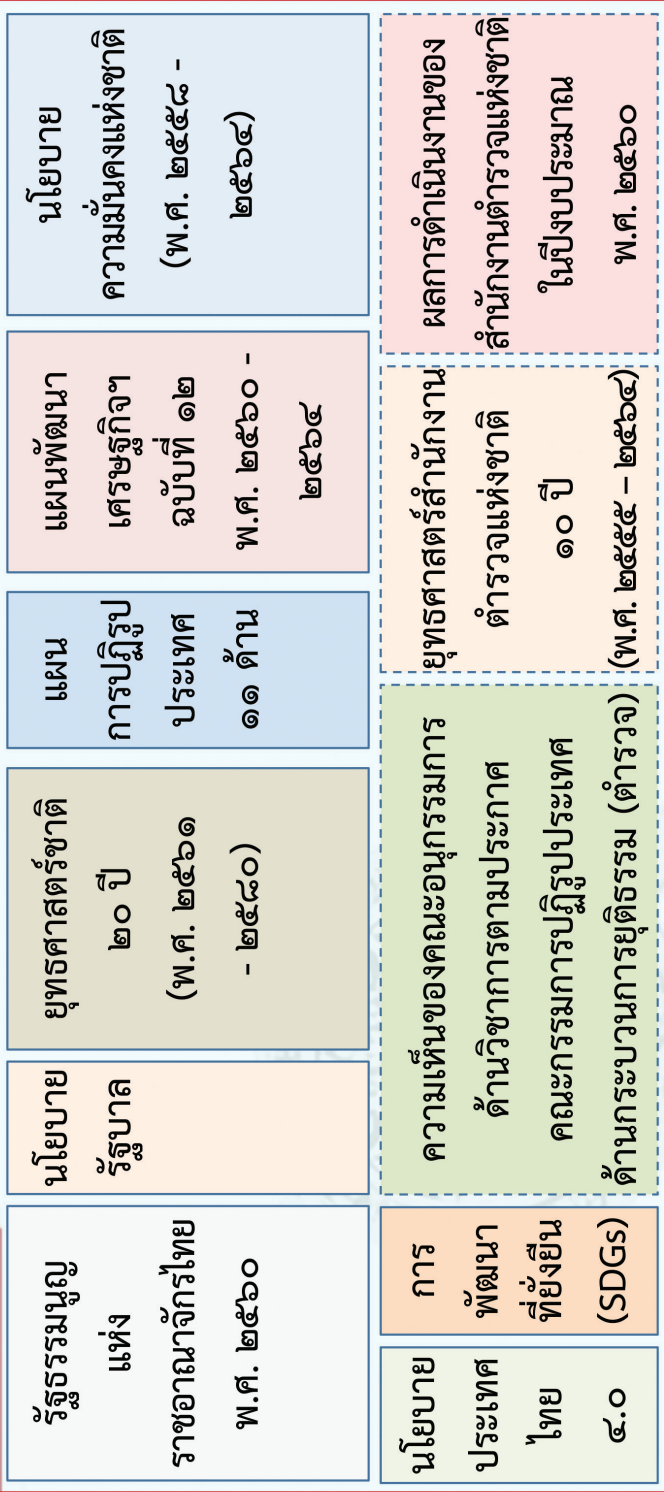 รัฐธรรมนูญ
แห่ง
ราชอาณาจักรไทย
พ.ศ. ๒๕๖๐
นโยบาย
รัฐบาล
ยุทธศาสตร์ชาติ
๒๐ ปี
(พ.ศ. ๒๕๖๑
- ๒๕๘๐)
แผน
การปฏิรูป
ประเทศ
๑๑ ด้าน
แผนพัฒนา
เศรษฐกิจฯ
ฉบับที่ ๑๒
พ.ศ. ๒๕๖๐ -
๒๕๖๔
นโยบาย
ความมั่นคงแห่งชาติ
(พ.ศ. ๒๕๕๘ -
๒๕๖๔)
นโยบาย
ประเทศ
ไทย
๔.๐
การ
พัฒนา
ที่ยั่งยืน
(SDGs)
ความเห็นของคณะอนุกรรมการ
ด้านวิชาการตามประกาศ
คณะกรรมการปฏิรูปประเทศ
ด้านกระบวนการยุติธรรม (ตำรวจ)
ยุทธศาสตร์สำนักงาน
ตำรวจแห่งชาติ
๑๐ ปี
(พ.ศ. ๒๕๕๕ – ๒๕๖๔)
ผลการดำเนินงานของ
สำนักงานตำรวจแห่งชาติ
ในปีงบประมาณ
พ.ศ. ๒๕๖๐